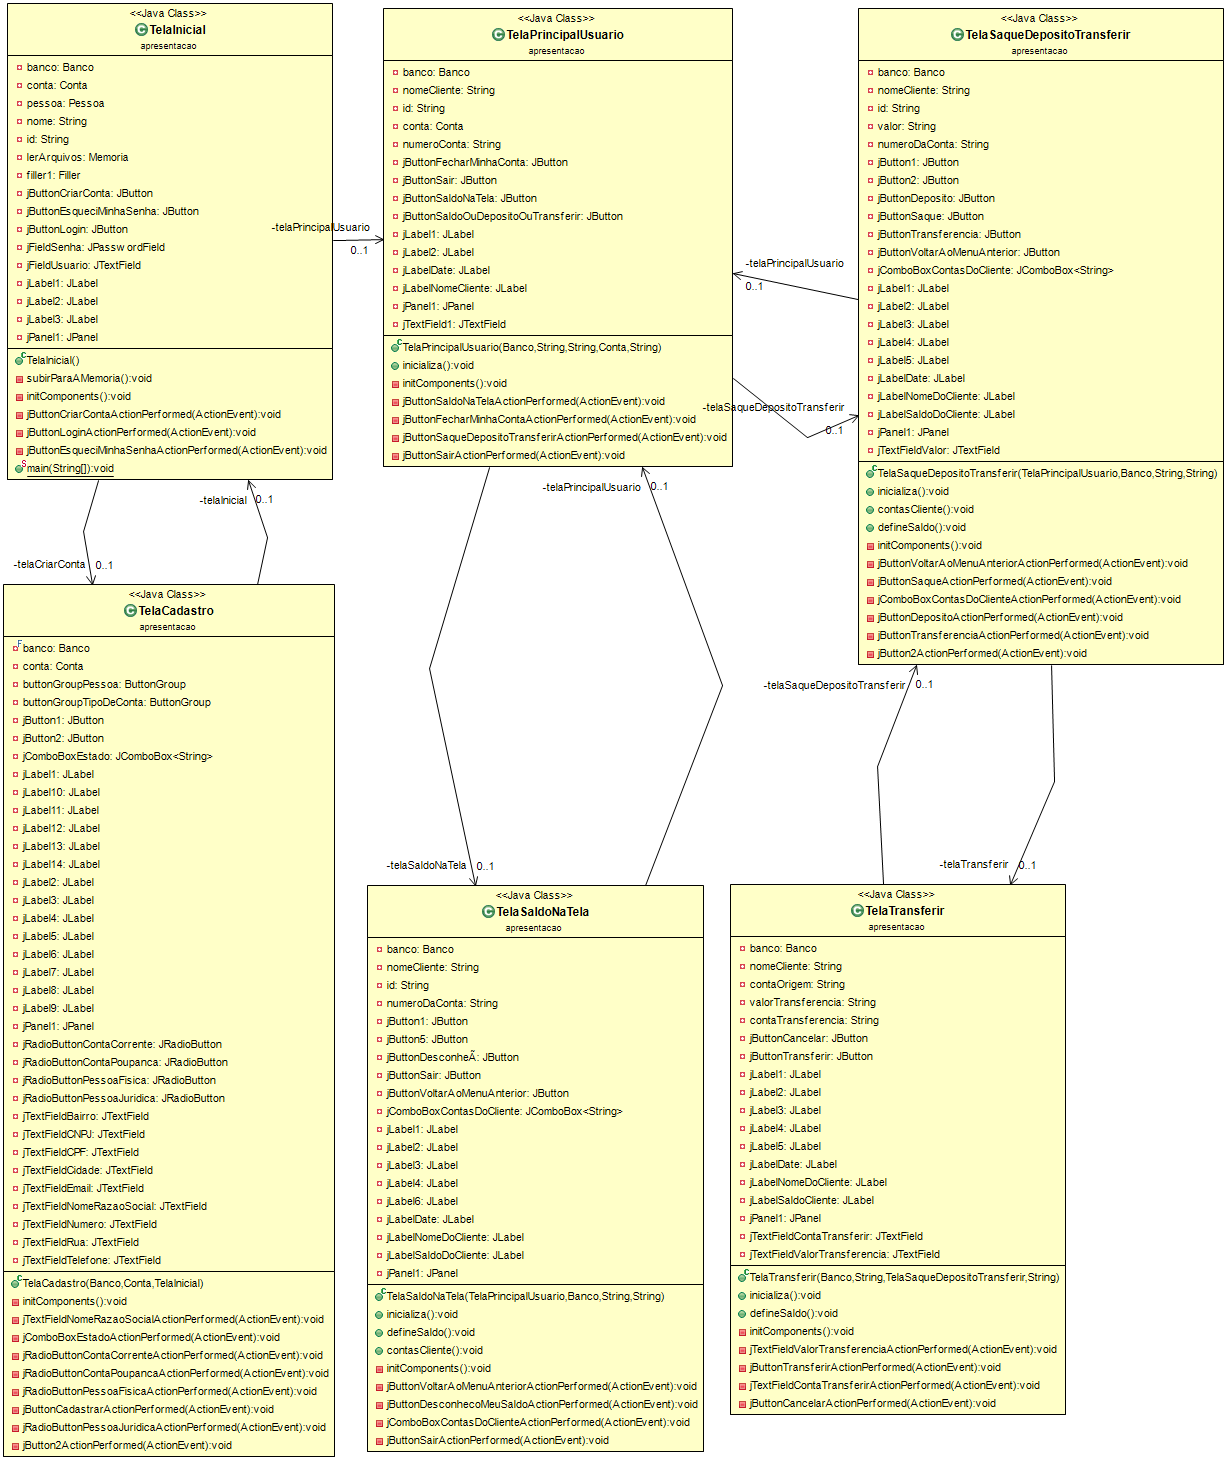 <<Java Class>>
TelaInicial
apresentacao
banco: Banco
conta: Conta
pessoa: Pessoa
nome: String
id: String
lerArquivos: Memoria
filler1: Filler
jButtonCriarConta: JButton
jButtonEsqueciMinhaSenha: JButton
jButtonLogin: JButton
jFieldSenha: JPasswordField
jFieldUsuario: JTextField
jLabel1: JLabel
jLabel2: JLabel
jLabel3: JLabel
jPanel1: JPanel
TelaInicial()
subirParaAMemoria():void
initComponents():void
jButtonCriarContaActionPerformed(ActionEvent):void
jButtonLoginActionPerformed(ActionEvent):void
jButtonEsqueciMinhaSenhaActionPerformed(ActionEvent):void
main(String[]):void
-telaPrincipalUsuario
0..1
<<Java Class>>
TelaPrincipalUsuario
apresentacao
banco: Banco
nomeCliente: String
id: String
conta: Conta
numeroConta: String
jButtonFecharMinhaConta: JButton
jButtonSair: JButton
jButtonSaldoNaTela: JButton
jButtonSaldoOuDepositoOuTransferir: JButton
jLabel1: JLabel
jLabel2: JLabel
jLabelDate: JLabel
jLabelNomeCliente: JLabel
jPanel1: JPanel
jTextField1: JTextField
TelaPrincipalUsuario(Banco,String,String,Conta,String)
inicializa():void
initComponents():void
jButtonSaldoNaTelaActionPerformed(ActionEvent):void
jButtonFecharMinhaContaActionPerformed(ActionEvent):void
jButtonSaqueDepositoTransferirActionPerformed(ActionEvent):void
jButtonSairActionPerformed(ActionEvent):void
-telaPrincipalUsuario
0..1
-telaSaqueDepositoTransferir
0..1
<<Java Class>>
TelaSaqueDepositoTransferir
apresentacao
banco: Banco
nomeCliente: String
id: String
valor: String
numeroDaConta: String
jButton1: JButton
jButton2: JButton
jButtonDeposito: JButton
jButtonSaque: JButton
jButtonTransferencia: JButton
jButtonVoltarAoMenuAnterior: JButton
jComboBoxContasDoCliente: JComboBox<String>
jLabel1: JLabel
jLabel2: JLabel
jLabel3: JLabel
jLabel4: JLabel
jLabel5: JLabel
jLabelDate: JLabel
jLabelNomeDoCliente: JLabel
jLabelSaldoDoCliente: JLabel
jPanel1: JPanel
jTextFieldValor: JTextField
TelaSaqueDepositoTransferir(TelaPrincipalUsuario,Banco,String,String)
inicializa():void
contasCliente():void
defineSaldo():void
initComponents():void
jButtonVoltarAoMenuAnteriorActionPerformed(ActionEvent):void
jButtonSaqueActionPerformed(ActionEvent):void
jComboBoxContasDoClienteActionPerformed(ActionEvent):void
jButtonDepositoActionPerformed(ActionEvent):void
jButtonTransferenciaActionPerformed(ActionEvent):void
jButton2ActionPerformed(ActionEvent):void
-telaInicial
0..1
-telaCriarConta
0..1
-telaPrincipalUsuario
0..1
-telaSaldoNaTela
0..1
-telaSaqueDepositoTransferir
0..1
-telaTransferir
0..1
<<Java Class>>
TelaCadastro
apresentacao
banco: Banco
conta: Conta
buttonGroupPessoa: ButtonGroup
buttonGroupTipoDeConta: ButtonGroup
jButton1: JButton
jButton2: JButton
jComboBoxEstado: JComboBox<String>
jLabel1: JLabel
jLabel10: JLabel
jLabel11: JLabel
jLabel12: JLabel
jLabel13: JLabel
jLabel14: JLabel
jLabel2: JLabel
jLabel3: JLabel
jLabel4: JLabel
jLabel5: JLabel
jLabel6: JLabel
jLabel7: JLabel
jLabel8: JLabel
jLabel9: JLabel
jPanel1: JPanel
jRadioButtonContaCorrente: JRadioButton
jRadioButtonContaPoupanca: JRadioButton
jRadioButtonPessoaFisica: JRadioButton
jRadioButtonPessoaJuridica: JRadioButton
jTextFieldBairro: JTextField
jTextFieldCNPJ: JTextField
jTextFieldCPF: JTextField
jTextFieldCidade: JTextField
jTextFieldEmail: JTextField
jTextFieldNomeRazaoSocial: JTextField
jTextFieldNumero: JTextField
jTextFieldRua: JTextField
jTextFieldTelefone: JTextField
TelaCadastro(Banco,Conta,TelaInicial)
initComponents():void
jTextFieldNomeRazaoSocialActionPerformed(ActionEvent):void
jComboBoxEstadoActionPerformed(ActionEvent):void
jRadioButtonContaCorrenteActionPerformed(ActionEvent):void
jRadioButtonContaPoupancaActionPerformed(ActionEvent):void
jRadioButtonPessoaFisicaActionPerformed(ActionEvent):void
jButtonCadastrarActionPerformed(ActionEvent):void
jRadioButtonPessoaJuridicaActionPerformed(ActionEvent):void
jButton2ActionPerformed(ActionEvent):void
<<Java Class>>
TelaSaldoNaTela
apresentacao
banco: Banco
nomeCliente: String
id: String
numeroDaConta: String
jButton1: JButton
jButton5: JButton
jButtonDesconheÃ: JButton
jButtonSair: JButton
jButtonVoltarAoMenuAnterior: JButton
jComboBoxContasDoCliente: JComboBox<String>
jLabel1: JLabel
jLabel2: JLabel
jLabel3: JLabel
jLabel4: JLabel
jLabel6: JLabel
jLabelDate: JLabel
jLabelNomeDoCliente: JLabel
jLabelSaldoDoCliente: JLabel
jPanel1: JPanel
TelaSaldoNaTela(TelaPrincipalUsuario,Banco,String,String)
inicializa():void
defineSaldo():void
contasCliente():void
initComponents():void
jButtonVoltarAoMenuAnteriorActionPerformed(ActionEvent):void
jButtonDesconhecoMeuSaldoActionPerformed(ActionEvent):void
jComboBoxContasDoClienteActionPerformed(ActionEvent):void
jButtonSairActionPerformed(ActionEvent):void
<<Java Class>>
TelaTransferir
apresentacao
banco: Banco
nomeCliente: String
contaOrigem: String
valorTransferencia: String
contaTransferencia: String
jButtonCancelar: JButton
jButtonTransferir: JButton
jLabel1: JLabel
jLabel2: JLabel
jLabel3: JLabel
jLabel4: JLabel
jLabel5: JLabel
jLabelDate: JLabel
jLabelNomeDoCliente: JLabel
jLabelSaldoCliente: JLabel
jPanel1: JPanel
jTextFieldContaTransferir: JTextField
jTextFieldValorTransferencia: JTextField
TelaTransferir(Banco,String,TelaSaqueDepositoTransferir,String)
inicializa():void
defineSaldo():void
initComponents():void
jTextFieldValorTransferenciaActionPerformed(ActionEvent):void
jButtonTransferirActionPerformed(ActionEvent):void
jTextFieldContaTransferirActionPerformed(ActionEvent):void
jButtonCancelarActionPerformed(ActionEvent):void